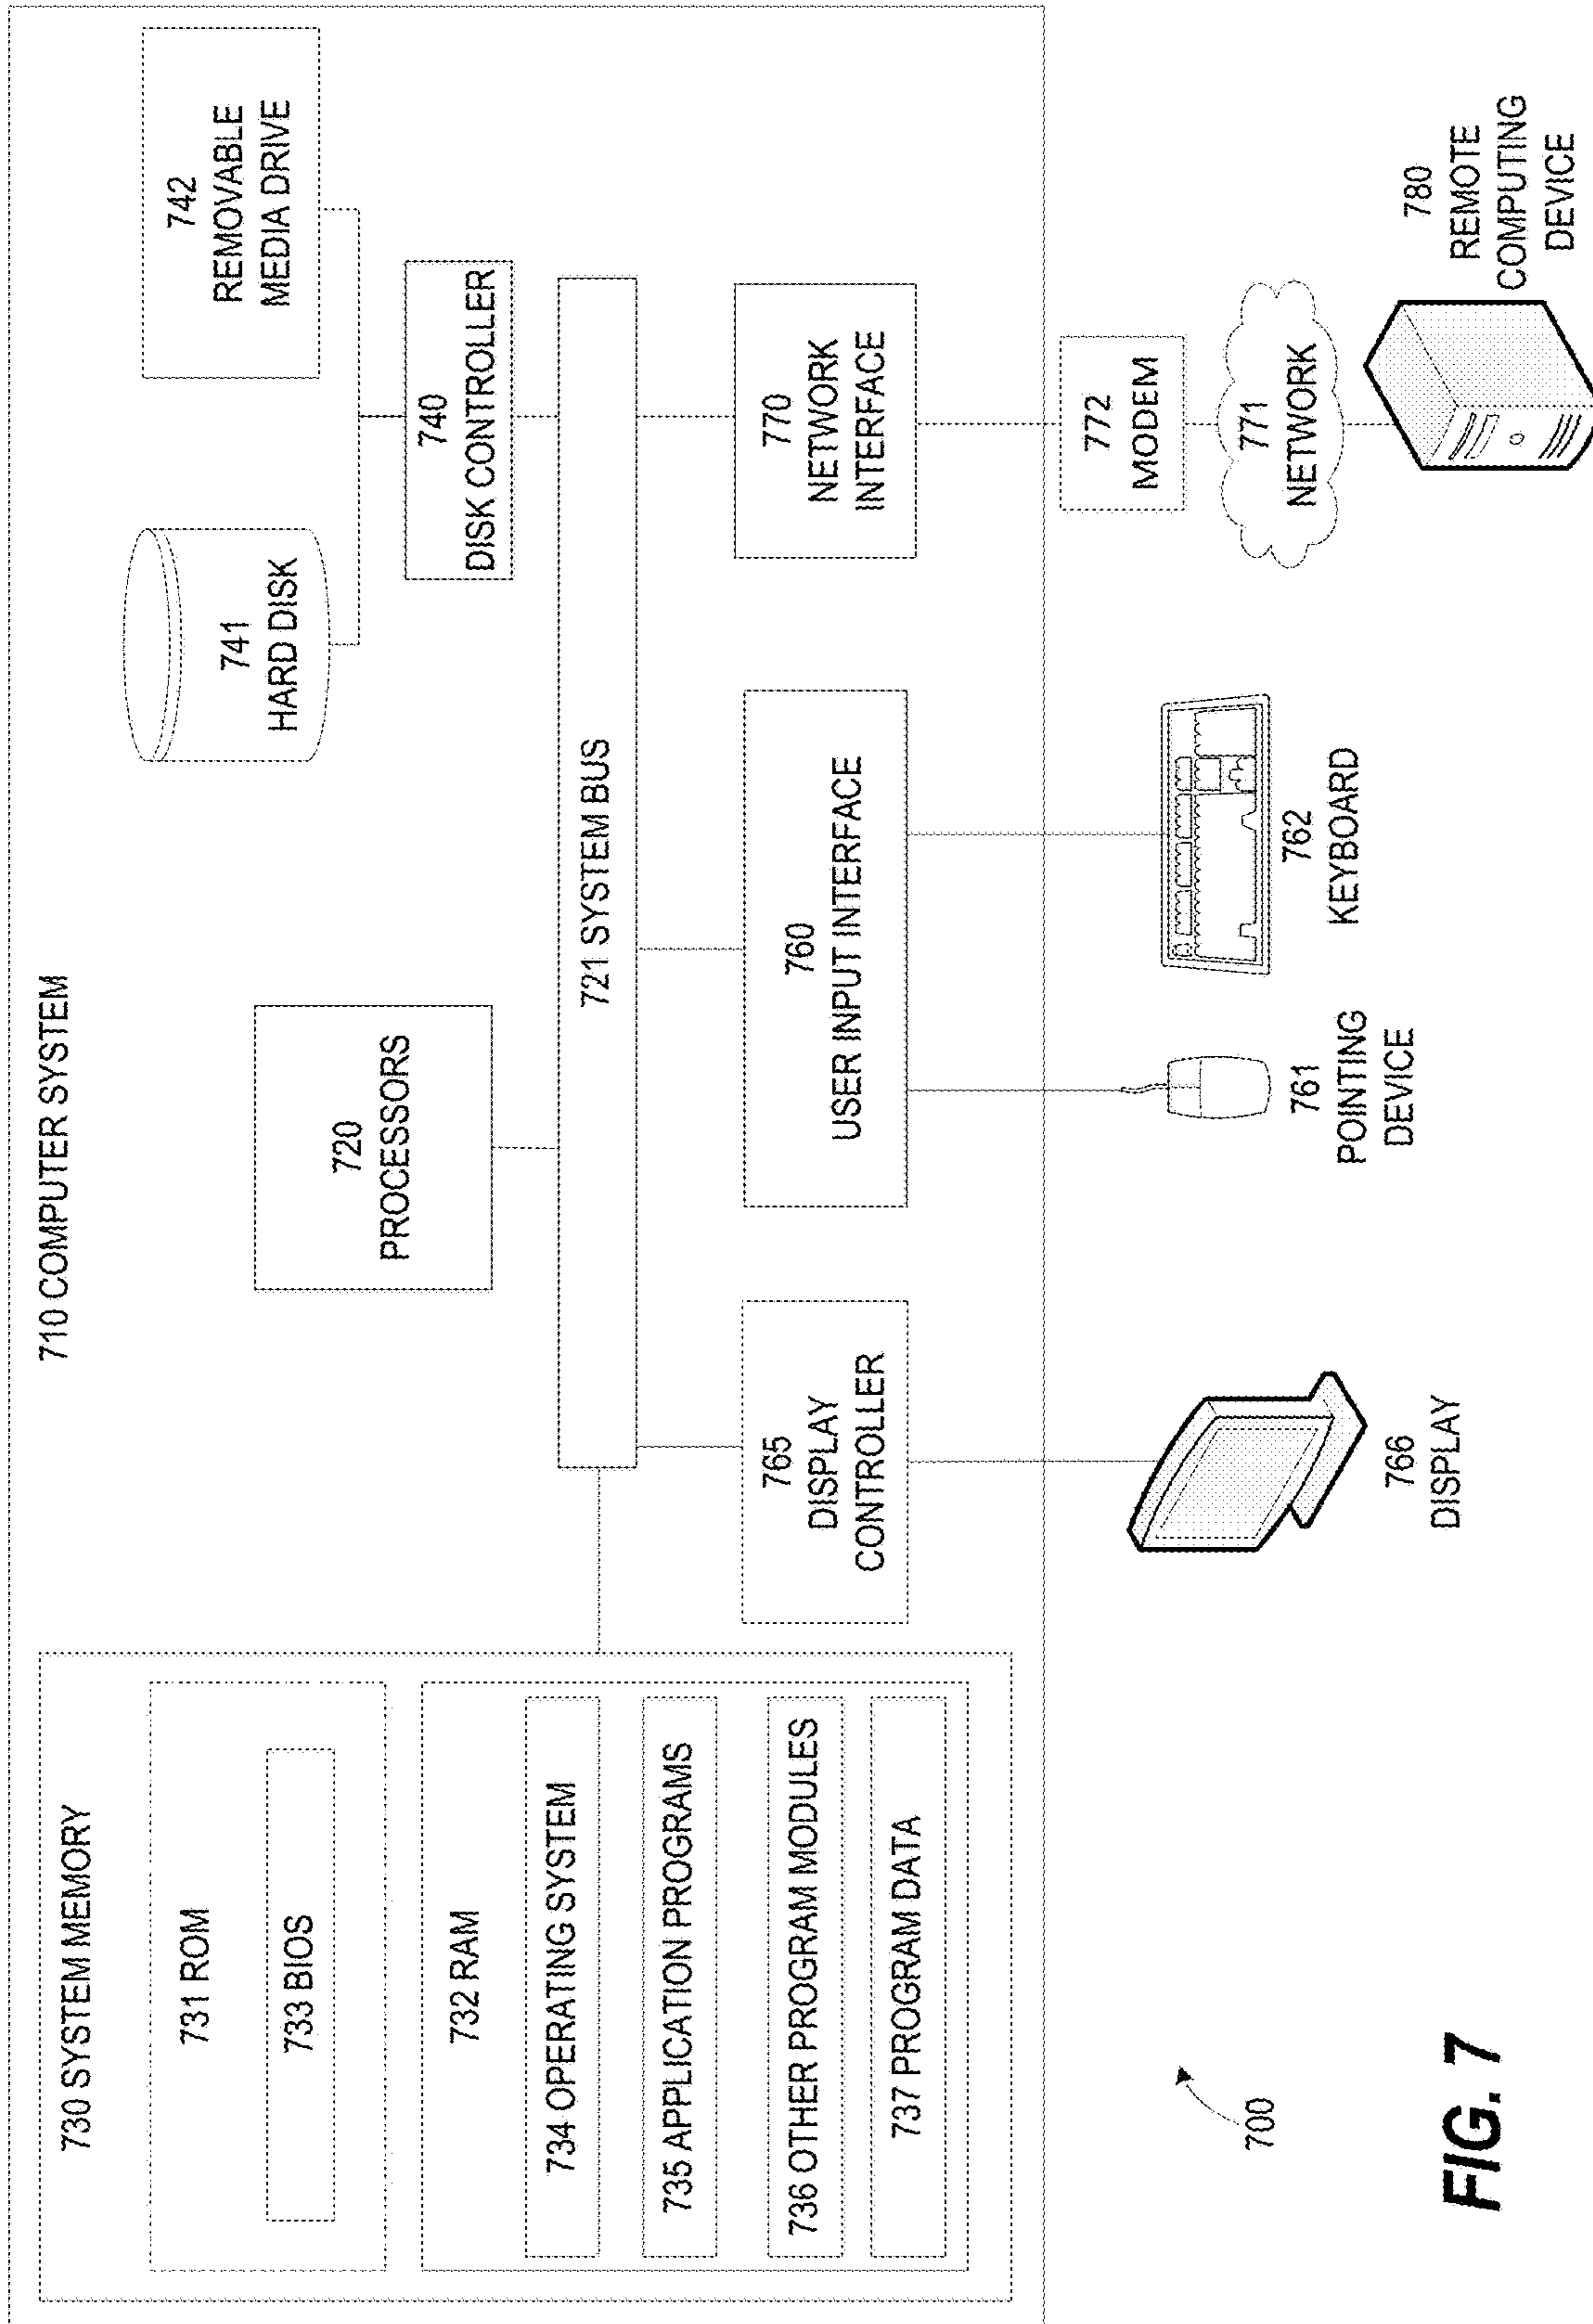 710 COMPUTER SYSTEM
730 SYSTEM MEMORY
731 ROM
733 BIOS
732 RAM
734 OPERATING SYSTEM
735 APPLICATION PROGRAMS
736 OTHER PROGRAM MODULES
737 PROGRAM DATA
720
PROCESSORS
741
HARD DISK
742
REMOVABLE
MEDIA DRIVE
740
DISK CONTROLLER
721 SYSTEM BUS
765
DISPLAY
CONTROLLER
760
USER INPUT INTERFACE
770
NETWORK
INTERFACE
772
MODEM
771
NETWORK
766
DISPLAY
761
POINTING
DEVICE
762
KEYBOARD
780
REMOTE
COMPUTING
DEVICE
700
FIG. 7